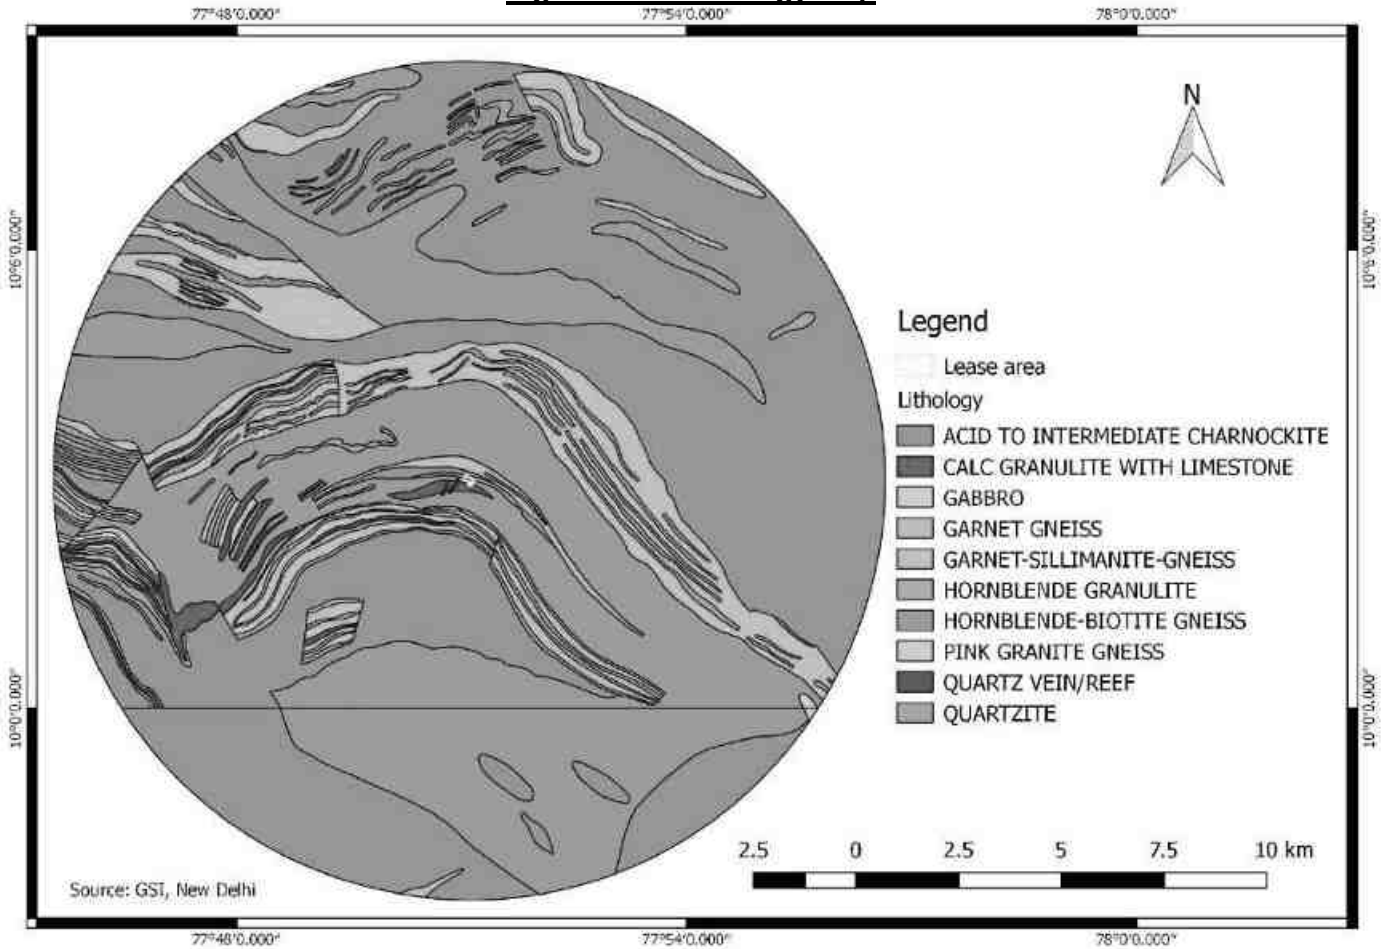 77°48'0.000" 77°54'0.000" 78°0'0.000"
N
10°6'0.000" 10°6'0.000"
Legend
Lease area
Lithology
ACID TO INTERMEDIATE CHARNOCKITE
CALC GRANULITE WITH LIMESTONE
GABBRO
GARNET GNEISS
GARNET-SILLIMANITE-GNEISS
HORNBLENDE GRANULITE
HORNBLENDE-BIOTITE GNEISS
PINK GRANITE GNEISS
QUARTZ VEIN/REEF
QUARTZITE
10°0'0.000" 10°0'0.000"
2.5 0 2.5 5 7.5 10 km
Source: GSI, New Delhi
77°48'0.000" 77°54'0.000" 78°0'0.000"